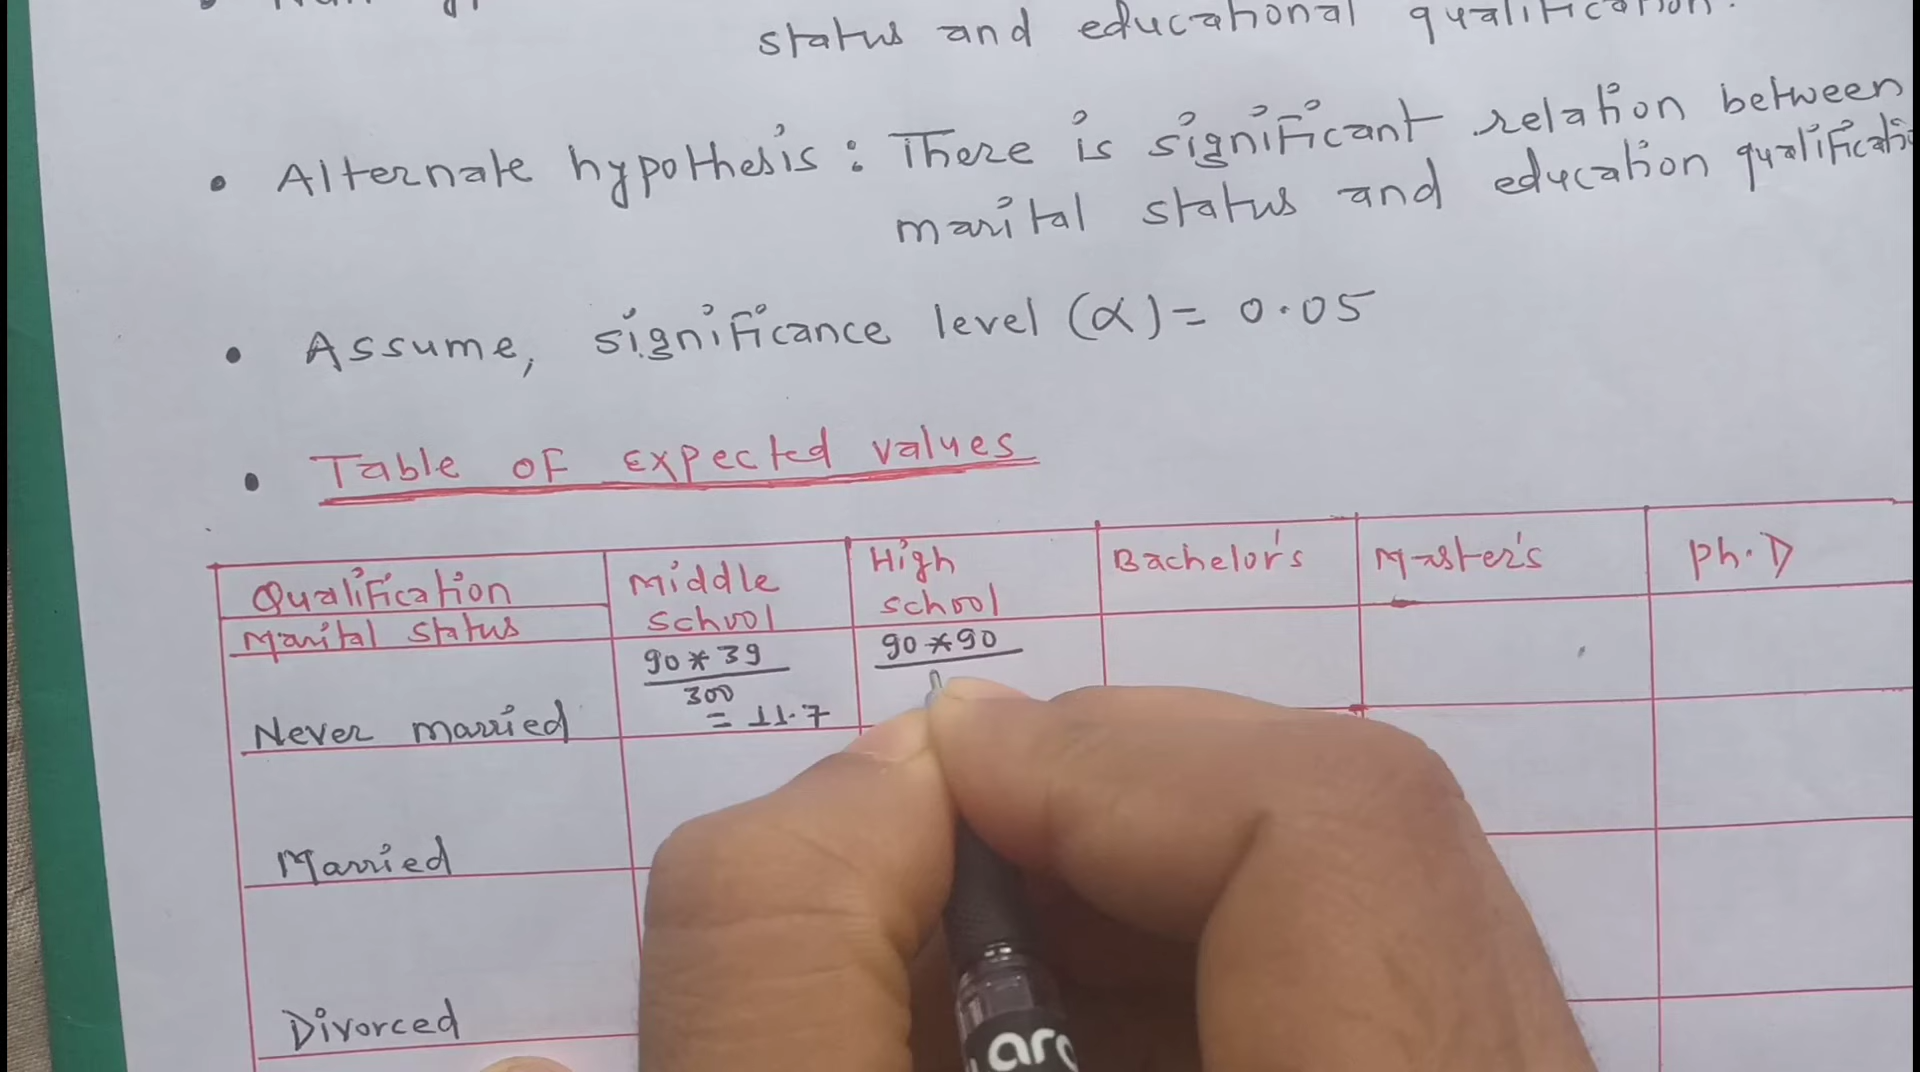 status and educational qualification.
• Alternate hypothesis : There is significant relation between
marital status and education
• Assume, significance level (α) = 0.05
• Table of expected values
Qualification
Marital status
Middle
school
High
school
Bachelor's
Master's
Ph.D
90 * 39
300
= 11.7
90 * 90
Never married
Married
Divorced